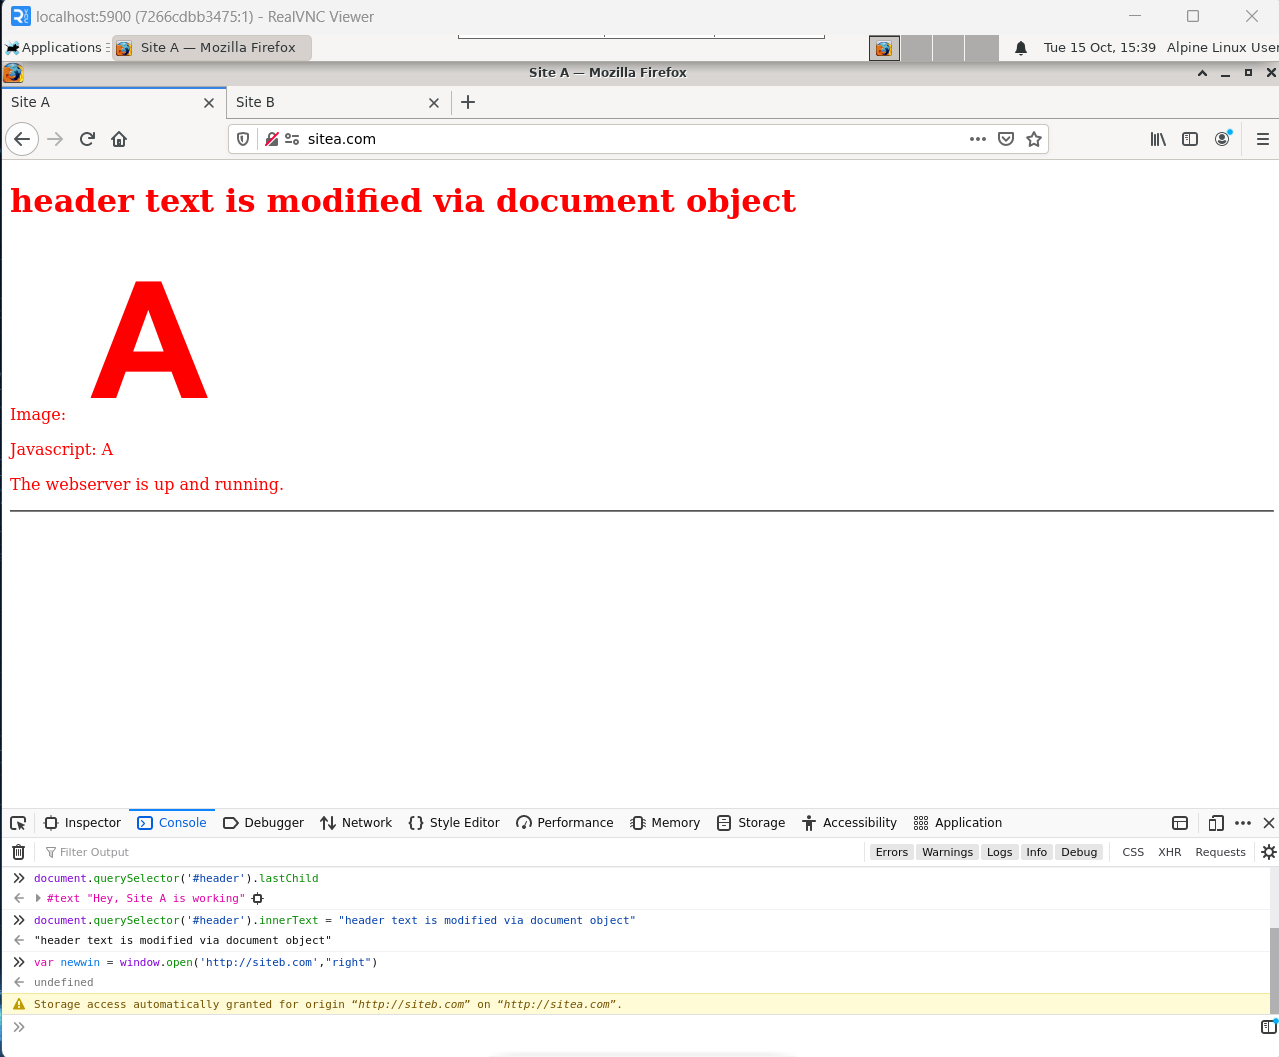 localhost:5900 (7266cdbb3475:1) - RealVNC Viewer
Applications Site A — Mozilla Firefox Tue 15 Oct, 15:39 Alpine Linux User
Site A — Mozilla Firefox
Site A Site B
sitea.com
header text is modified via document object
A
Image:
Javascript: A
The webserver is up and running.
Inspector Console Debugger Network Style Editor Performance Memory Storage Accessibility Application
Filter Output Errors Warnings Logs Info Debug CSS XHR Requests
document.querySelector('#header').lastChild
#text "Hey, Site A is working"
document.querySelector('#header').innerText = "header text is modified via document object"
"header text is modified via document object"
var newwin = window.open('http://siteb.com',"right")
undefined
Storage access automatically granted for origin “http://siteb.com” on “http://sitea.com”.